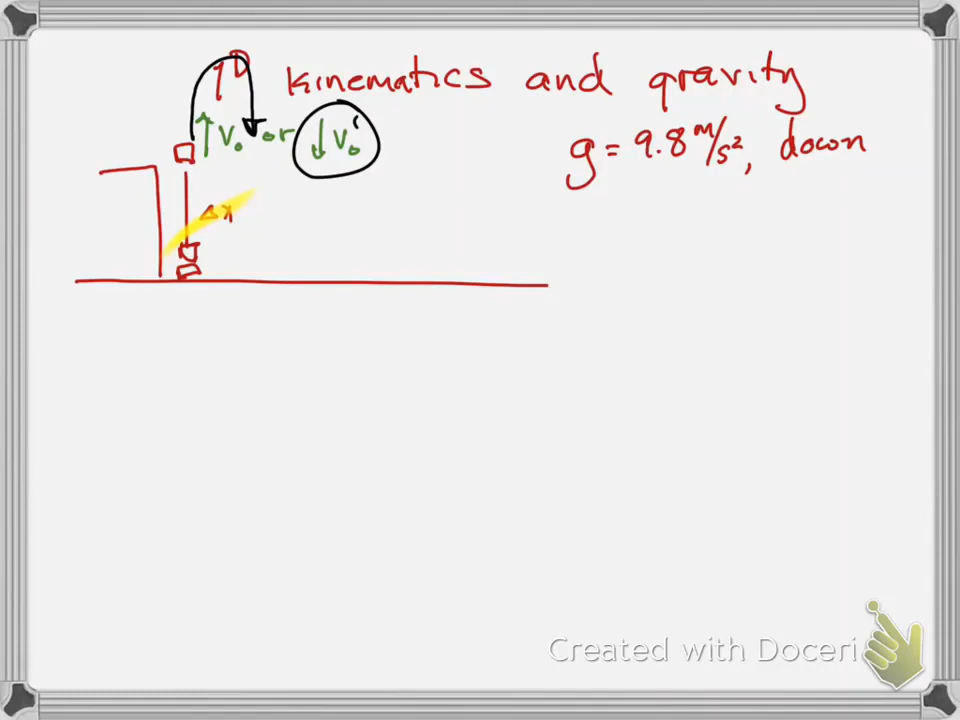 kinematics and gravity
g = 9.8 m/s², down
↑ v₀ or ↓ v₀'
Δx
Created with Doceri